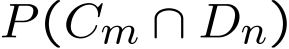 P(C_m ∩ D_n)